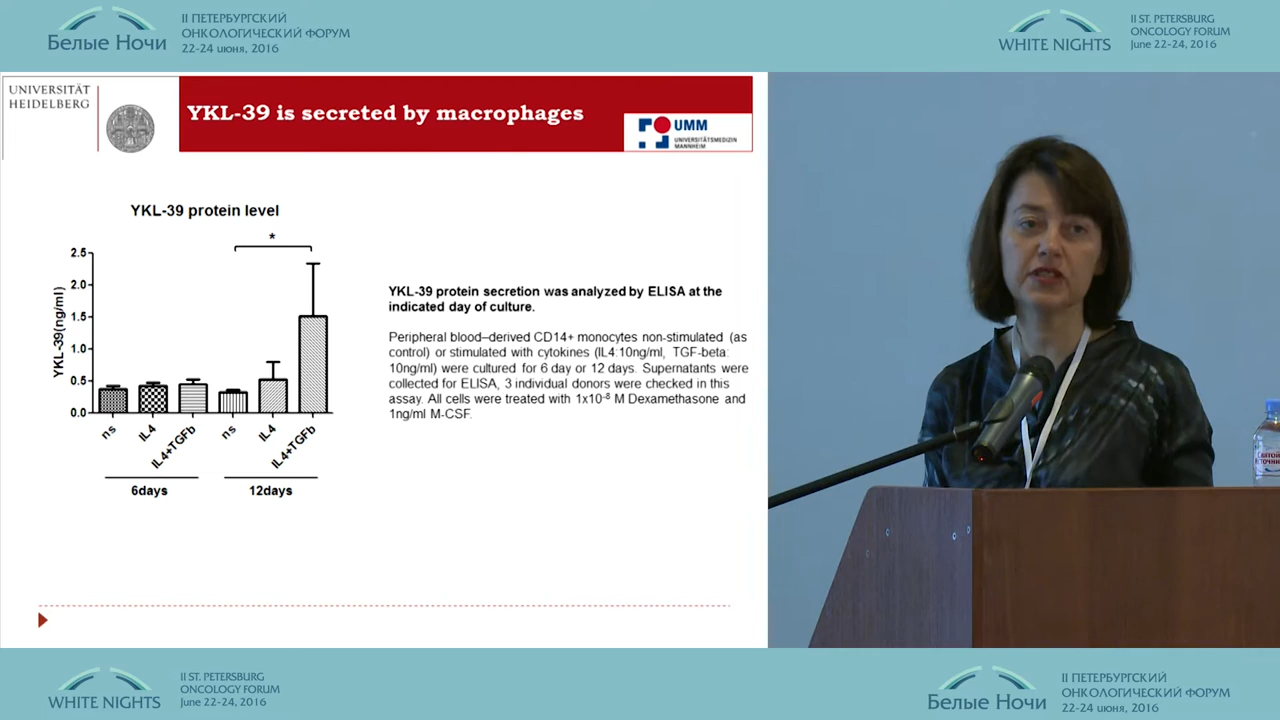 II ПЕТЕРБУРГСКИЙ
ОНКОЛОГИЧЕСКИЙ ФОРУМ
Белые Ночи
22-24 июня, 2016
II ST. PETERSBURG
ONCOLOGY FORUM
WHITE NIGHTS
June 22-24, 2016
UNIVERSITÄT
HEIDELBERG
YKL-39 is secreted by macrophages
UMM
UNIVERSITÄTSMEDIZIN
MANNHEIM
YKL-39 protein level
*
YKL-39(ng/ml)
2.5
2.0
1.5
1.0
0.5
0.0
ns
IL4
IL4+TGFb
ns
IL4
IL4+TGFb
6days
12days
YKL-39 protein secretion was analyzed by ELISA at the
indicated day of culture.
Peripheral blood–derived CD14+ monocytes non-stimulated (as
control) or stimulated with cytokines (IL4:10ng/ml, TGF-beta:
10ng/ml) were cultured for 6 day or 12 days. Supernatants were
collected for ELISA, 3 individual donors were checked in this
assay. All cells were treated with 1x10⁻⁸ M Dexamethasone and
1ng/ml M-CSF.
II ST. PETERSBURG
ONCOLOGY FORUM
WHITE NIGHTS
June 22-24, 2016
II ПЕТЕРБУРГСКИЙ
ОНКОЛОГИЧЕСКИЙ ФОРУМ
Белые Ночи
22-24 июня, 2016